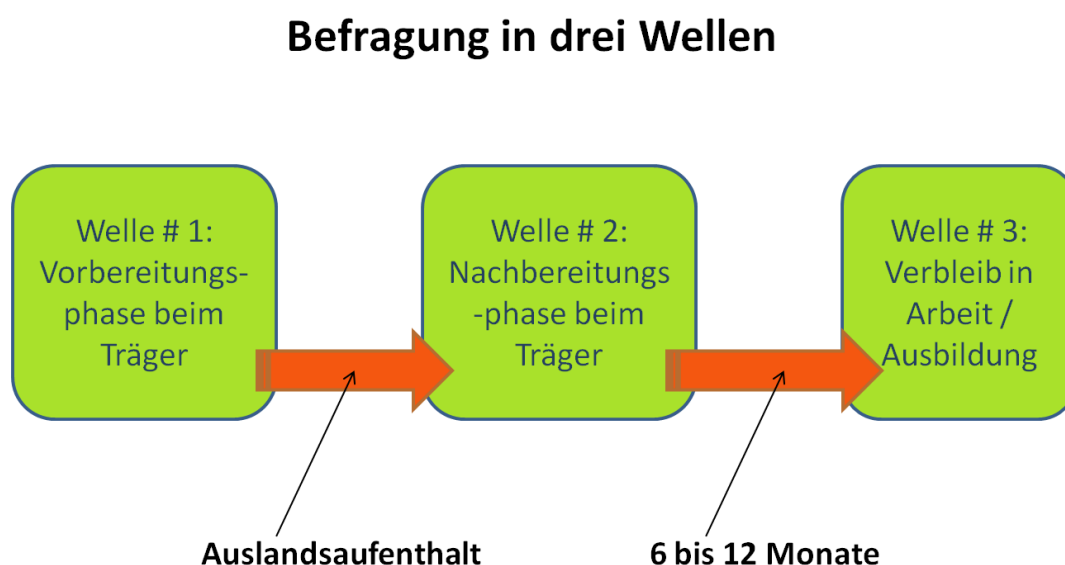 Befragung in drei Wellen
Welle # 1:
Vorbereitungs-
phase beim
Träger
Welle # 2:
Nachbereitungs
-phase beim
Träger
Welle # 3:
Verbleib in
Arbeit /
Ausbildung
Auslandsaufenthalt
6 bis 12 Monate